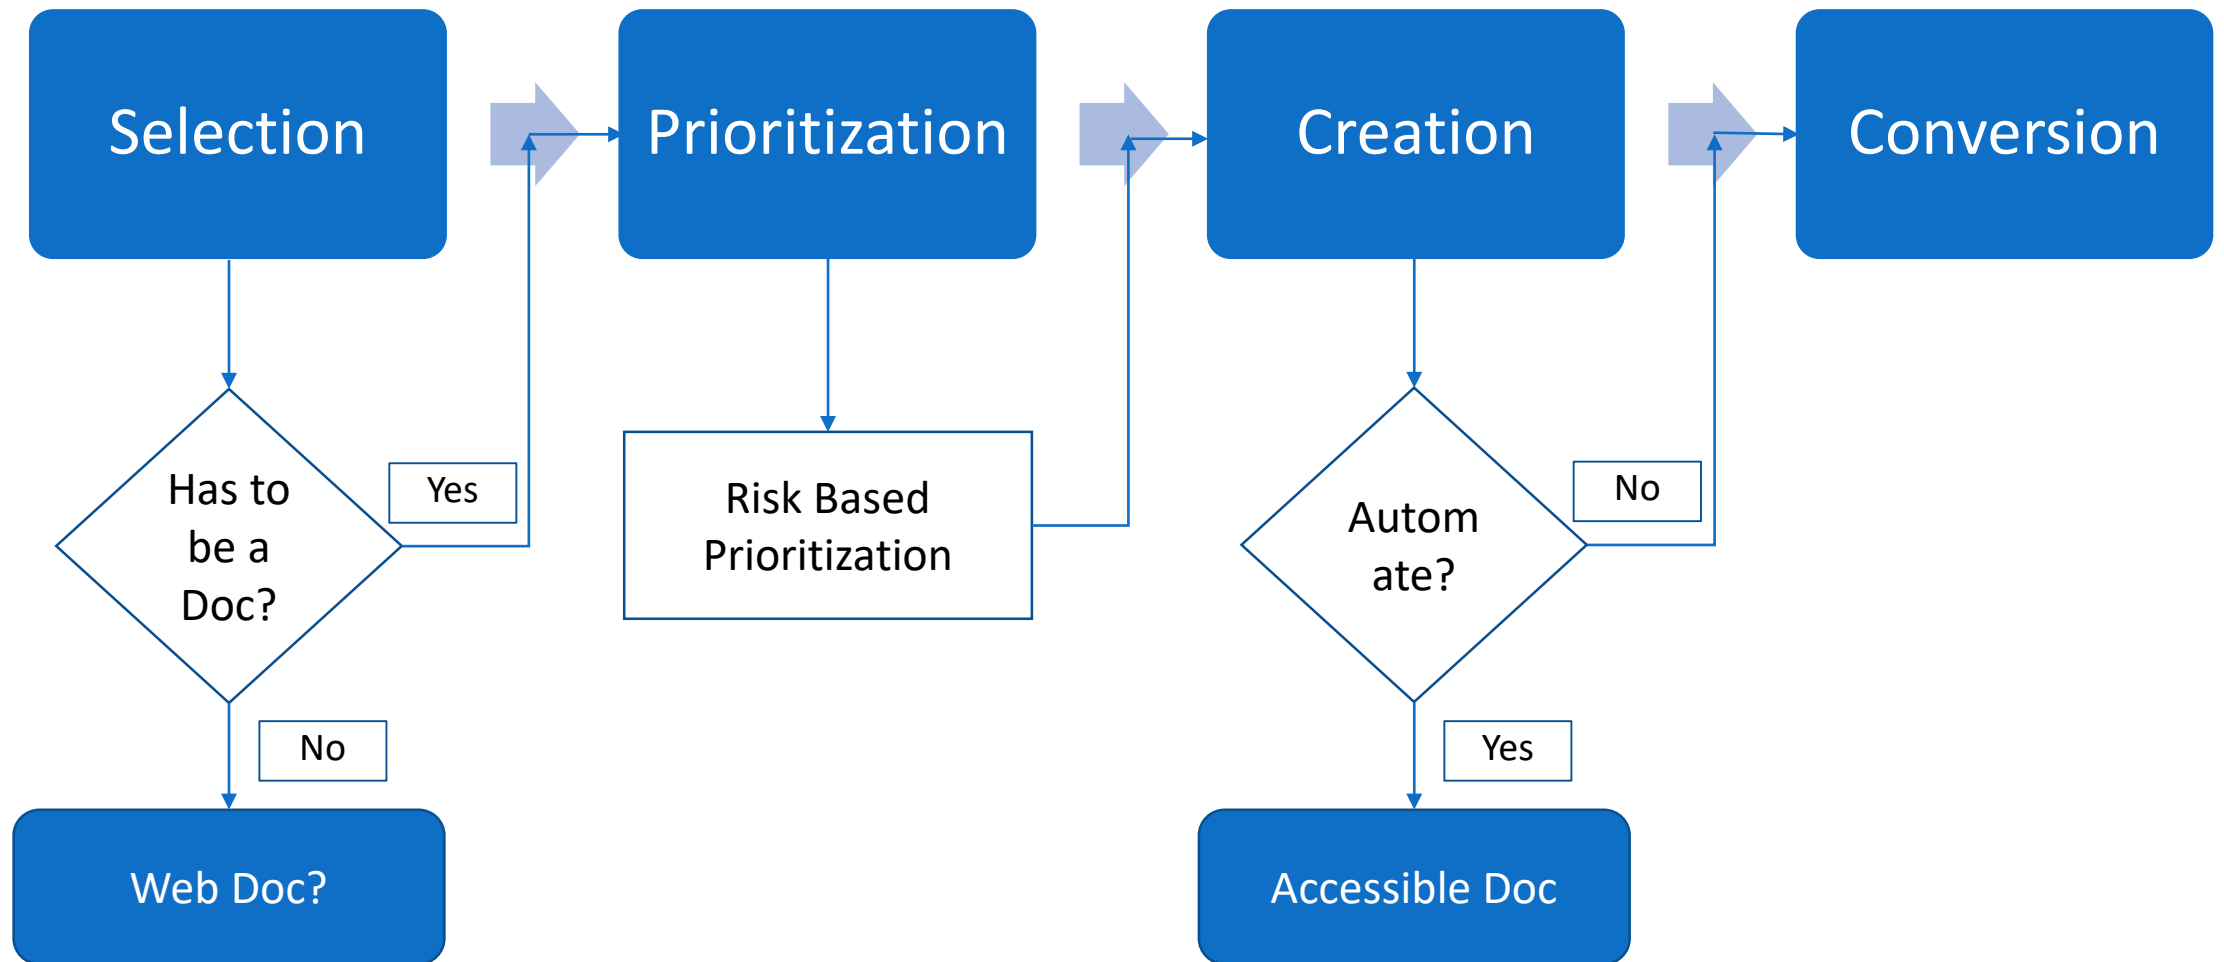 Selection
Prioritization
Creation
Conversion
Has to
be a
Doc?
Yes
No
Web Doc?
Risk Based
Prioritization
Autom
ate?
No
Yes
Accessible Doc